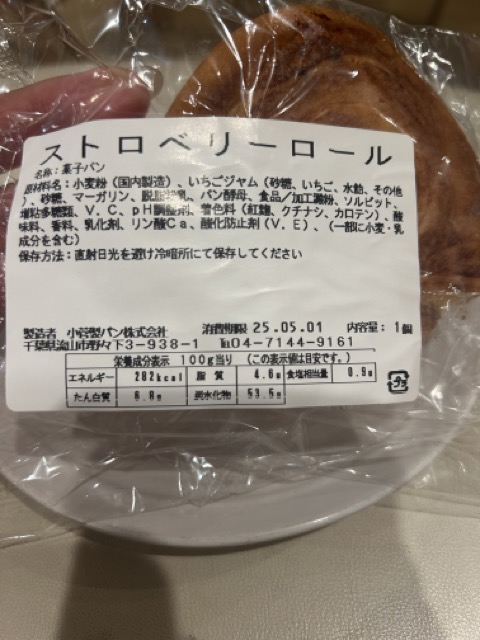 ストロベリーロール
名称：菓子パン
原材料名：小麦粉（国内製造）、いちごジャム（砂糖、いちご、水飴、その他
）、砂糖、マーガリン、脱脂粉乳、パン酵母、食塩／加工澱粉、ソルビット、
増粘多糖類、Ｖ．Ｃ、ｐＨ調整剤、着色料（紅麹、クチナシ、カロテン）、酸
味料、香料、乳化剤、リン酸Ｃａ、酸化防止剤（Ｖ．Ｅ）、（一部に小麦・乳
成分を含む）
保存方法：直射日光を避け冷暗所にて保存してください
製造者 小菅製パン株式会社 消費期限 25.05.01 内容量：1個
千葉県流山市野々下3-938-1 ℡04-7144-9161
栄養成分表示 100g当り （この表示値は目安です。）
エネルギー 282kcal 脂質 4.6g 食塩相当量 0.9g
たん白質 6.8g 炭水化物 53.5g
プラ